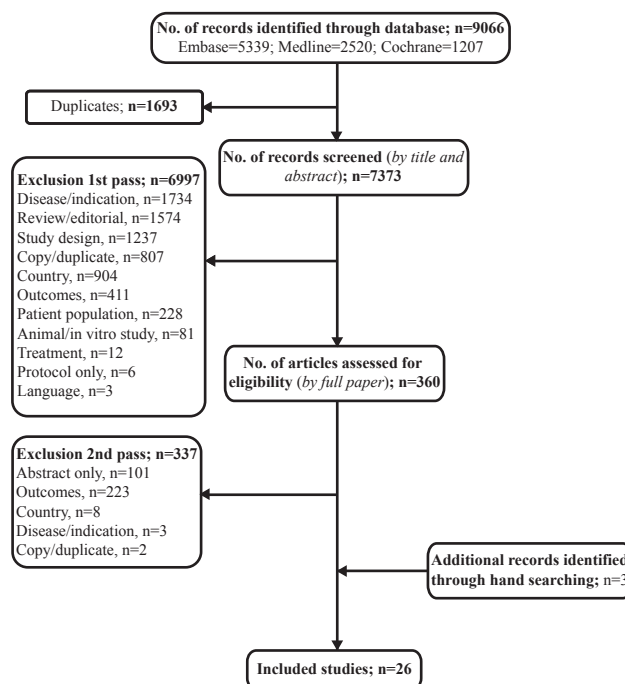 No. of records identified through database; n=9066
Embase=5339; Medline=2520; Cochrane=1207
Duplicates; n=1693
No. of records screened (by title and
abstract); n=7373
Exclusion 1st pass; n=6997
Disease/indication, n=1734
Review/editorial, n=1574
Study design, n=1237
Copy/duplicate, n=807
Country, n=904
Outcomes, n=411
Patient population, n=228
Animal/in vitro study, n=81
Treatment, n=12
Protocol only, n=6
Language, n=3
No. of articles assessed for
eligibility (by full paper); n=360
Exclusion 2nd pass; n=337
Abstract only, n=101
Outcomes, n=223
Country, n=8
Disease/indication, n=3
Copy/duplicate, n=2
Additional records identified
through hand searching; n=3
Included studies; n=26